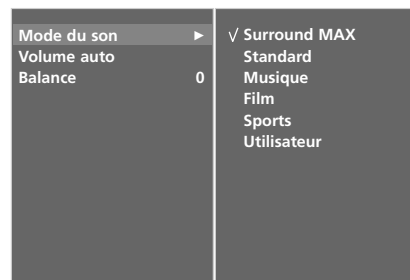 Mode du son ►
Volume auto
Balance 0
√ Surround MAX
Standard
Musique
Film
Sports
Utilisateur